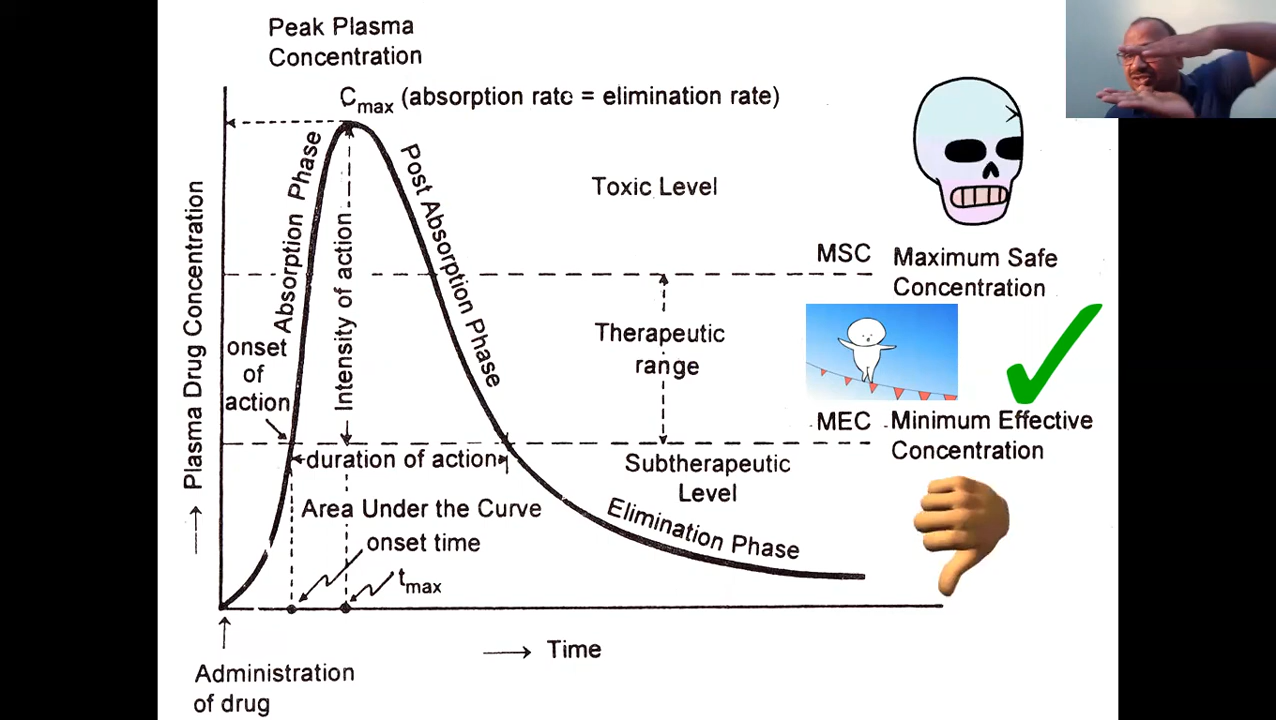 Peak Plasma
Concentration
Cmax (absorption rate = elimination rate)
Absorption Phase
Post Absorption Phase
Intensity of action
Toxic Level
MSC
Maximum Safe
Concentration
Plasma Drug Concentration
onset
of
action
Therapeutic
range
MEC
Minimum Effective
Concentration
duration of action
Subtherapeutic
Level
Area Under the Curve
onset time
Elimination Phase
tmax
Time
Administration
of drug